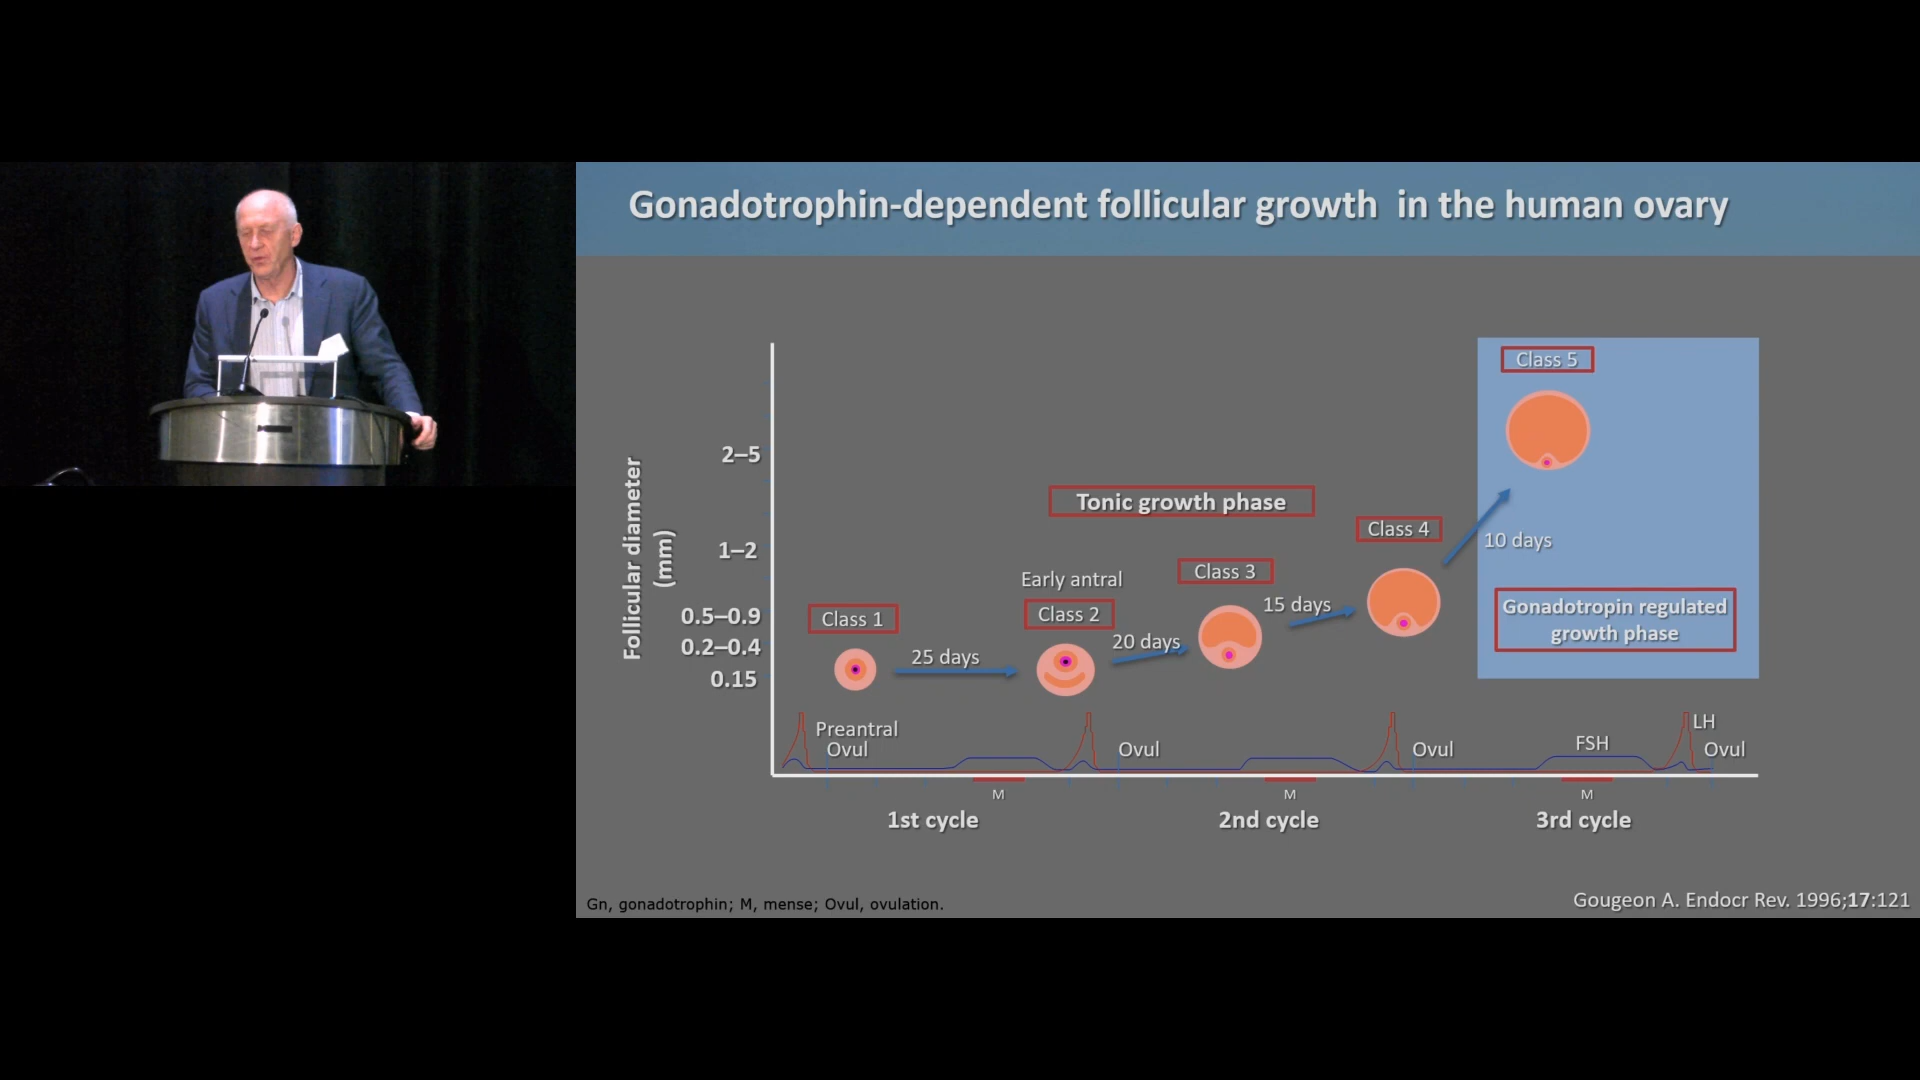 Gonadotrophin-dependent follicular growth in the human ovary
Class 5
2–5
Tonic growth phase
Class 4
1–2
10 days
Follicular diameter
(mm)
Class 3
Early antral
Class 2
15 days
Gonadotropin regulated
growth phase
0.5–0.9
Class 1
0.2–0.4
20 days
25 days
0.15
Preantral
Ovul
Ovul
Ovul
FSH
LH
Ovul
M
M
M
1st cycle
2nd cycle
3rd cycle
Gn, gonadotrophin; M, mense; Ovul, ovulation.
Gougeon A. Endocr Rev. 1996;17:121